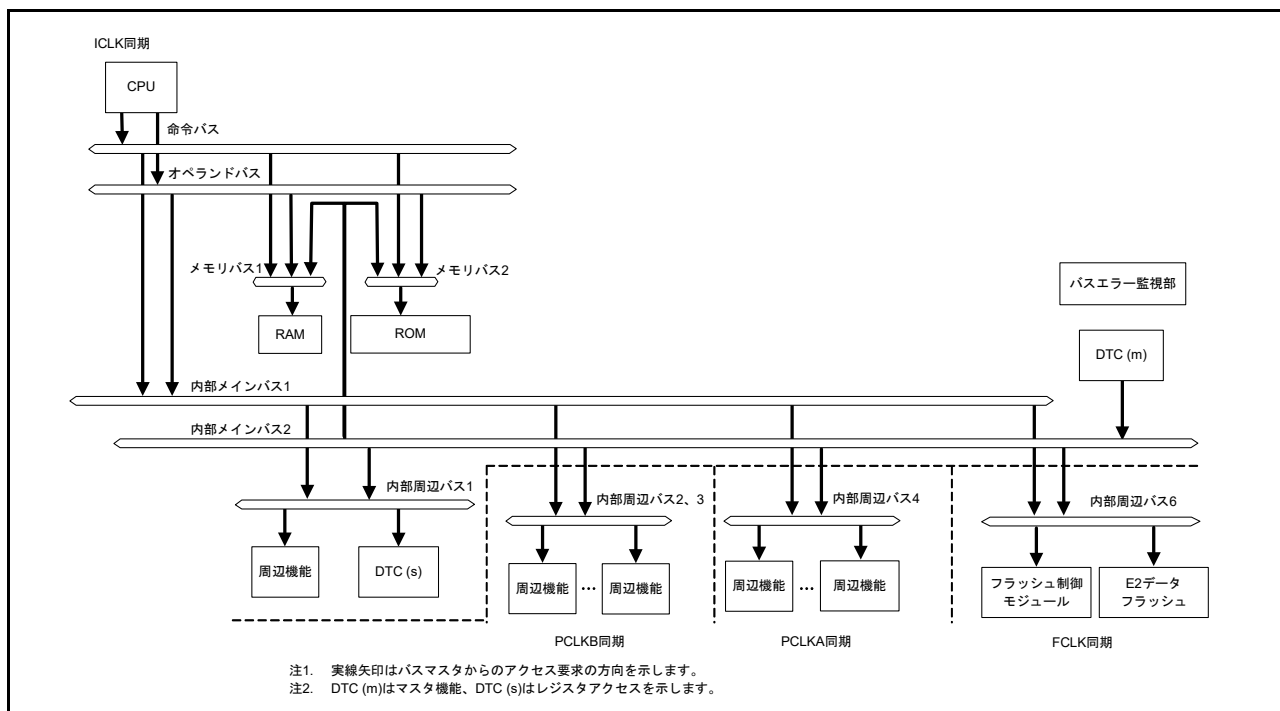 ICLK同期
CPU
命令バス
オペランドバス
メモリバス1
メモリバス2
RAM
ROM
バスエラー監視部
DTC (m)
内部メインバス1
内部メインバス2
内部周辺バス1
内部周辺バス2、3
内部周辺バス4
内部周辺バス6
周辺機能
DTC (s)
周辺機能
…
周辺機能
周辺機能
…
周辺機能
フラッシュ制御
モジュール
E2データ
フラッシュ
PCLKB同期
PCLKA同期
FCLK同期
注1. 実線矢印はバスマスタからのアクセス要求の方向を示します。
注2. DTC (m)はマスタ機能、DTC (s)はレジスタアクセスを示します。